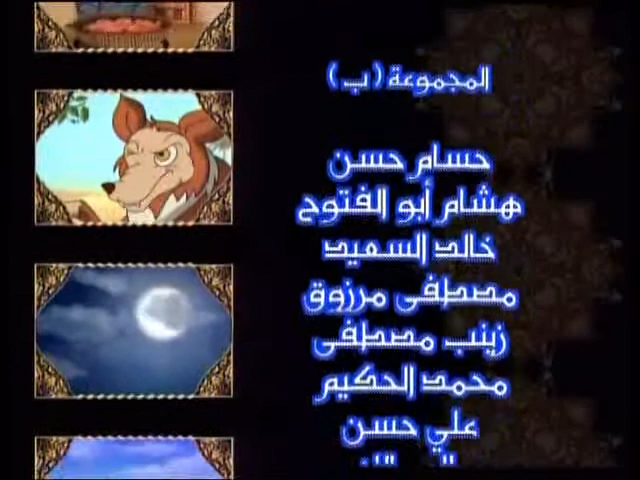 المجموعة (ب)
حسام حسن
هشام أبو الفتوح
خالد السعيد
مصطفى مرزوق
زينب مصطفى
محمد الحكيم
علي حسن